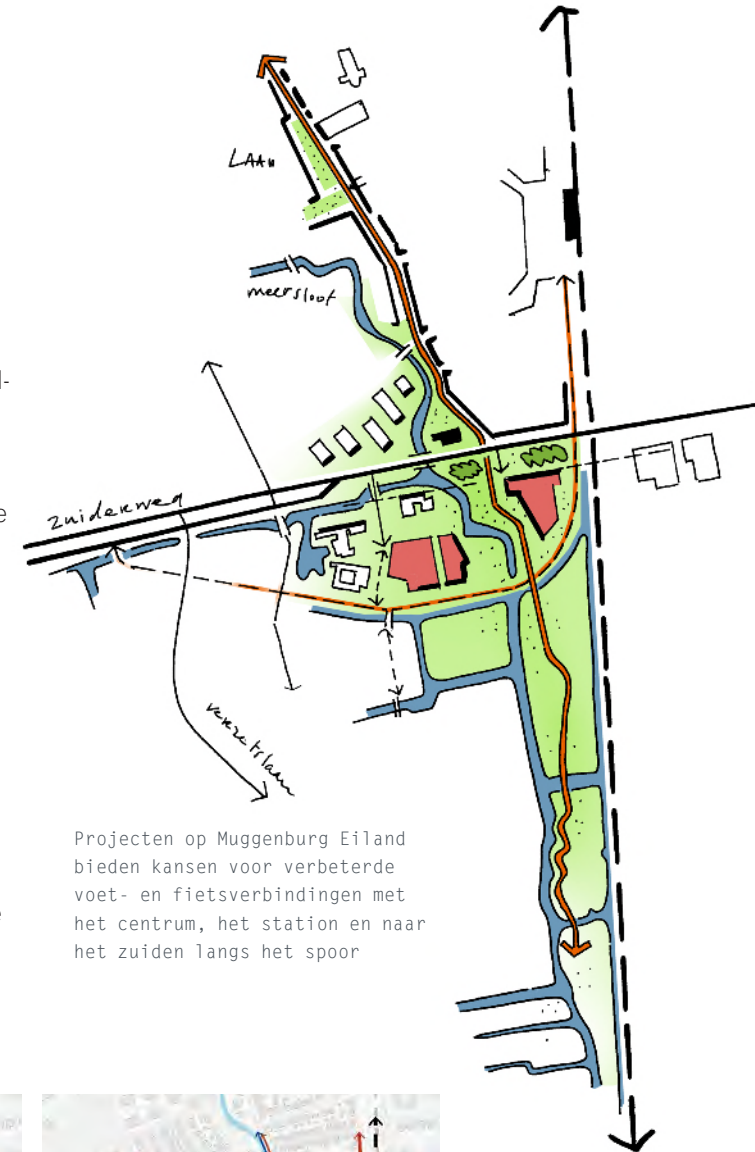 LAAN
meersloot
zuiderweg
verzetslaan
Projecten op Muggenburg Eiland
bieden kansen voor verbeterde
voet- en fietsverbindingen met
het centrum, het station en naar
het zuiden langs het spoor